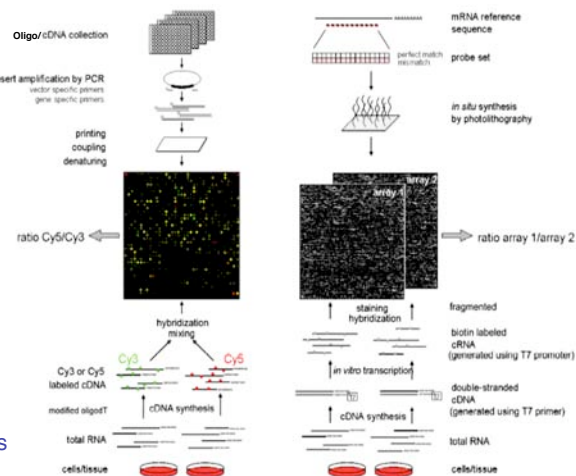 Oligo/cDNA collection
sert amplification by PCR
vector specific primers
gene specific primers
printing
coupling
denaturing
ratio Cy5/Cy3
hybridization
mixing
Cy3
Cy5
Cy3 or Cy5
labeled cDNA
modified oligodT
cDNA synthesis
total RNA
s
cells/tissue
mRNA reference
sequence
perfect match
mismatch
probe set
in situ synthesis
by photolithography
array 2
array 1
ratio array 1/array 2
staining
hybridization
fragmented
biotin labeled
cRNA
(generated using T7 promoter)
in vitro transcription
double-stranded
cDNA
(generated using T7 primer)
cDNA synthesis
total RNA
cells/tissue